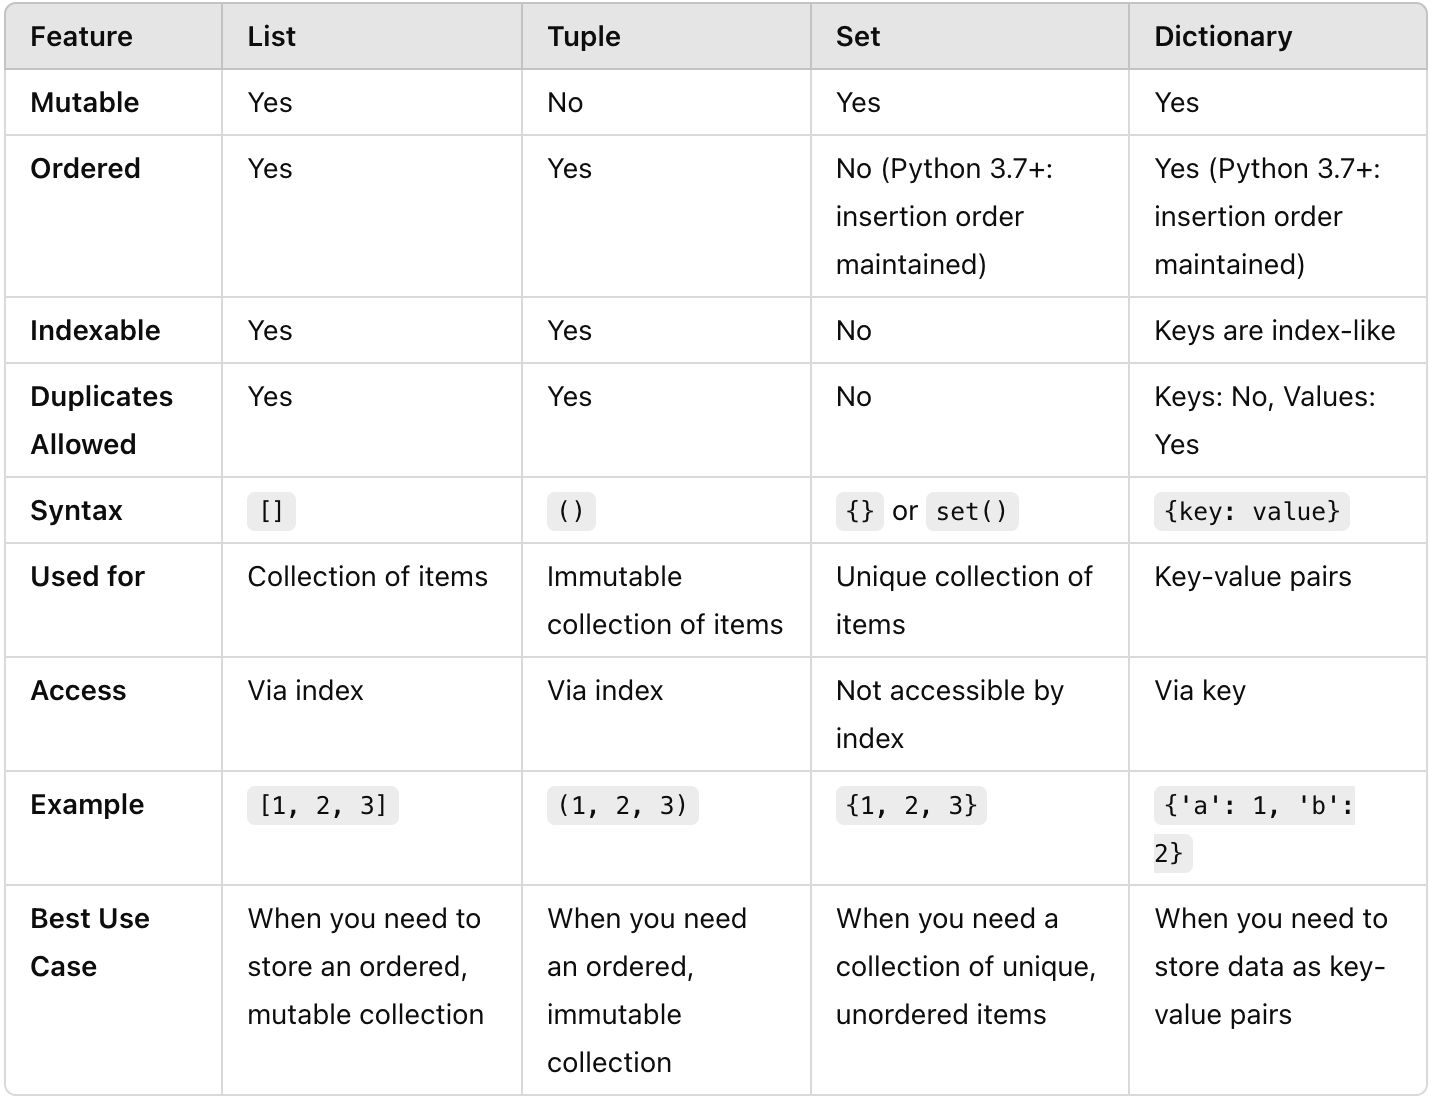 Feature List Tuple Set Dictionary
Mutable Yes No Yes Yes
Ordered Yes Yes No (Python 3.7+: Yes (Python 3.7+:
insertion order insertion order
maintained) maintained)
Indexable Yes Yes No Keys are index-like
Duplicates Yes Yes No Keys: No, Values:
Allowed Yes
Syntax [] () {} or set() {key: value}
Used for Collection of items Immutable Unique collection of Key-value pairs
collection of items items
Access Via index Via index Not accessible by Via key
index
Example [1, 2, 3] (1, 2, 3) {1, 2, 3} {'a': 1, 'b':
2}
Best Use When you need to When you need When you need a When you need to
Case store an ordered, an ordered, collection of unique, store data as key-
mutable collection immutable unordered items value pairs
collection